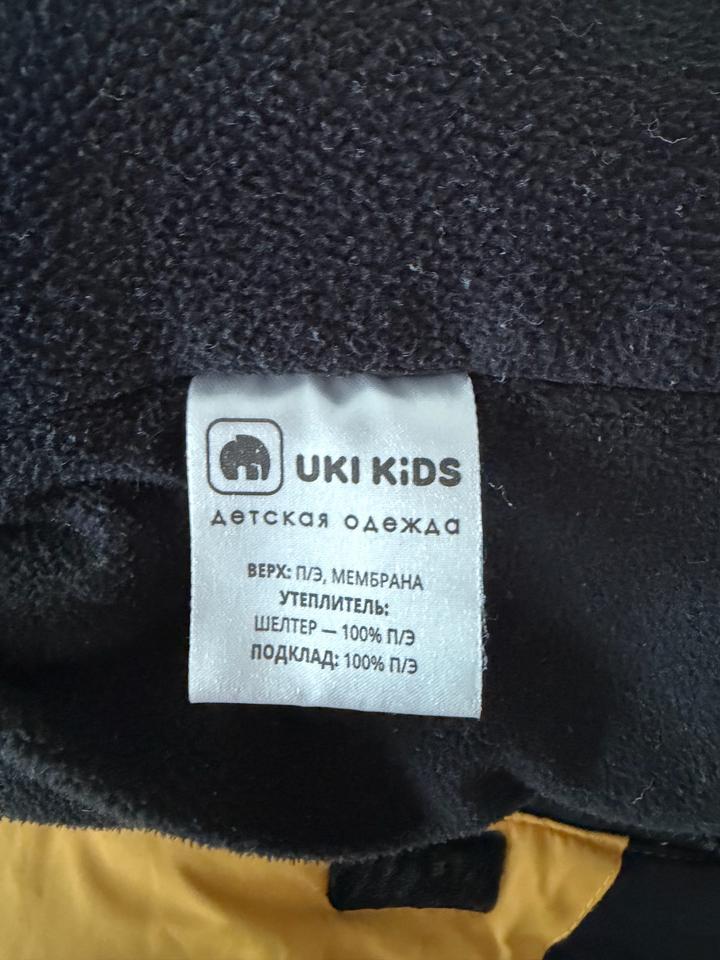 UKI KiDS
детская одежда
ВЕРХ: П/Э, МЕМБРАНА
УТЕПЛИТЕЛЬ:
ШЕЛТЕР — 100% П/Э
ПОДКЛАД: 100% П/Э